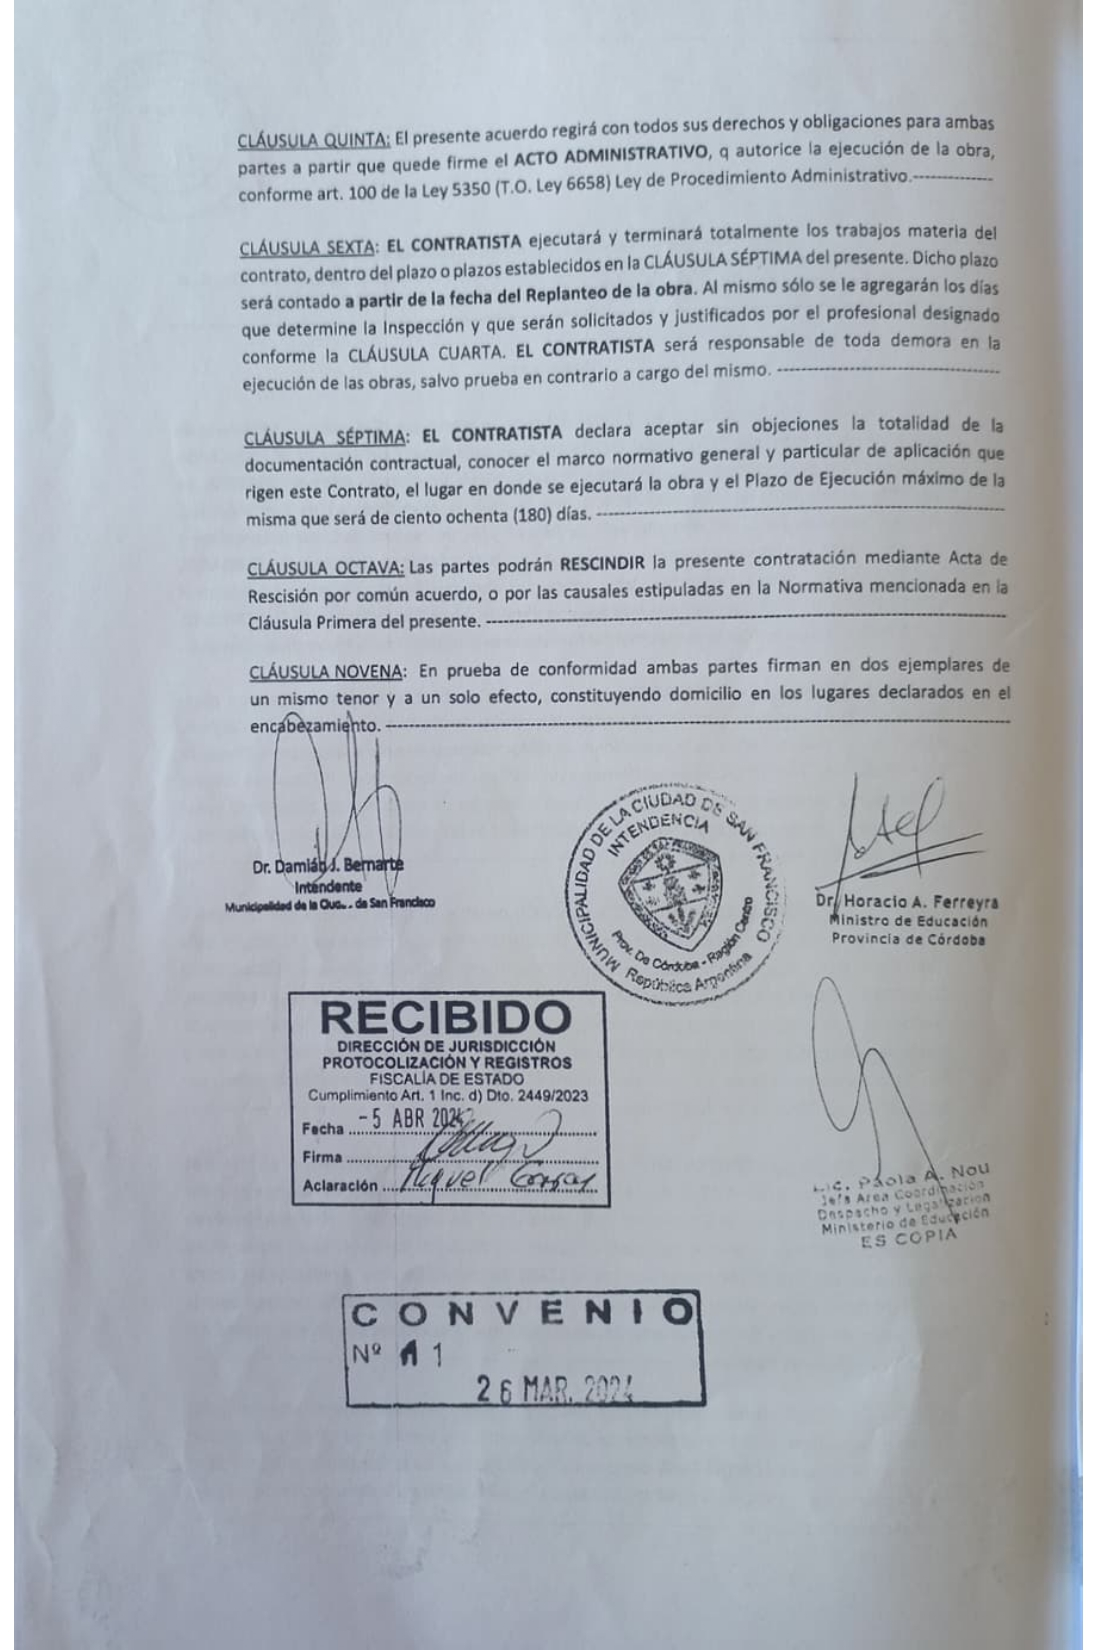 CLÁUSULA QUINTA: El presente acuerdo regirá con todos sus derechos y obligaciones para ambas
partes a partir que quede firme el ACTO ADMINISTRATIVO, q autorice la ejecución de la obra,
conforme art. 100 de la Ley 5350 (T.O. Ley 6658) Ley de Procedimiento Administrativo.--------------
CLÁUSULA SEXTA: EL CONTRATISTA ejecutará y terminará totalmente los trabajos materia del
contrato, dentro del plazo o plazos establecidos en la CLÁUSULA SÉPTIMA del presente. Dicho plazo
será contado a partir de la fecha del Replanteo de la obra. Al mismo sólo se le agregarán los días
que determine la Inspección y que serán solicitados y justificados por el profesional designado
conforme la CLÁUSULA CUARTA. EL CONTRATISTA será responsable de toda demora en la
ejecución de las obras, salvo prueba en contrario a cargo del mismo. --------------------------------------
CLÁUSULA SÉPTIMA: EL CONTRATISTA declara aceptar sin objeciones la totalidad de la
documentación contractual, conocer el marco normativo general y particular de aplicación que
rigen este Contrato, el lugar en donde se ejecutará la obra y el Plazo de Ejecución máximo de la
misma que será de ciento ochenta (180) días. ----------------------------------------------------------------------
CLÁUSULA OCTAVA: Las partes podrán RESCINDIR la presente contratación mediante Acta de
Rescisión por común acuerdo, o por las causales estipuladas en la Normativa mencionada en la
Cláusula Primera del presente. ------------------------------------------------------------------------------------------
CLÁUSULA NOVENA: En prueba de conformidad ambas partes firman en dos ejemplares de
un mismo tenor y a un solo efecto, constituyendo domicilio en los lugares declarados en el
encabezamiento. ------------------------------------------------------------------------------------------------------------
Dr. Damián J. Bernarte
Intendente
Municipalidad de la de San Francisco
MUNICIPALIDAD DE LA CIUDAD DE SAN FRANCISCO
INTENDENCIA
Prov. De Córdoba - Región Centro
República Argentina
Dr. Horacio A. Ferreyra
Ministro de Educación
Provincia de Córdoba
RECIBIDO
DIRECCIÓN DE JURISDICCIÓN
PROTOCOLIZACIÓN Y REGISTROS
FISCALÍA DE ESTADO
Cumplimiento Art. 1 Inc. d) Dto. 2449/2023
Fecha - 5 ABR 2024
Firma
Aclaración Miguel
Lic. Paola A. Nou
Jefa Area Coordinación
Despacho y Legalización
Ministerio de Educación
ES COPIA
CONVENIO
Nº 1
26 MAR. 2024